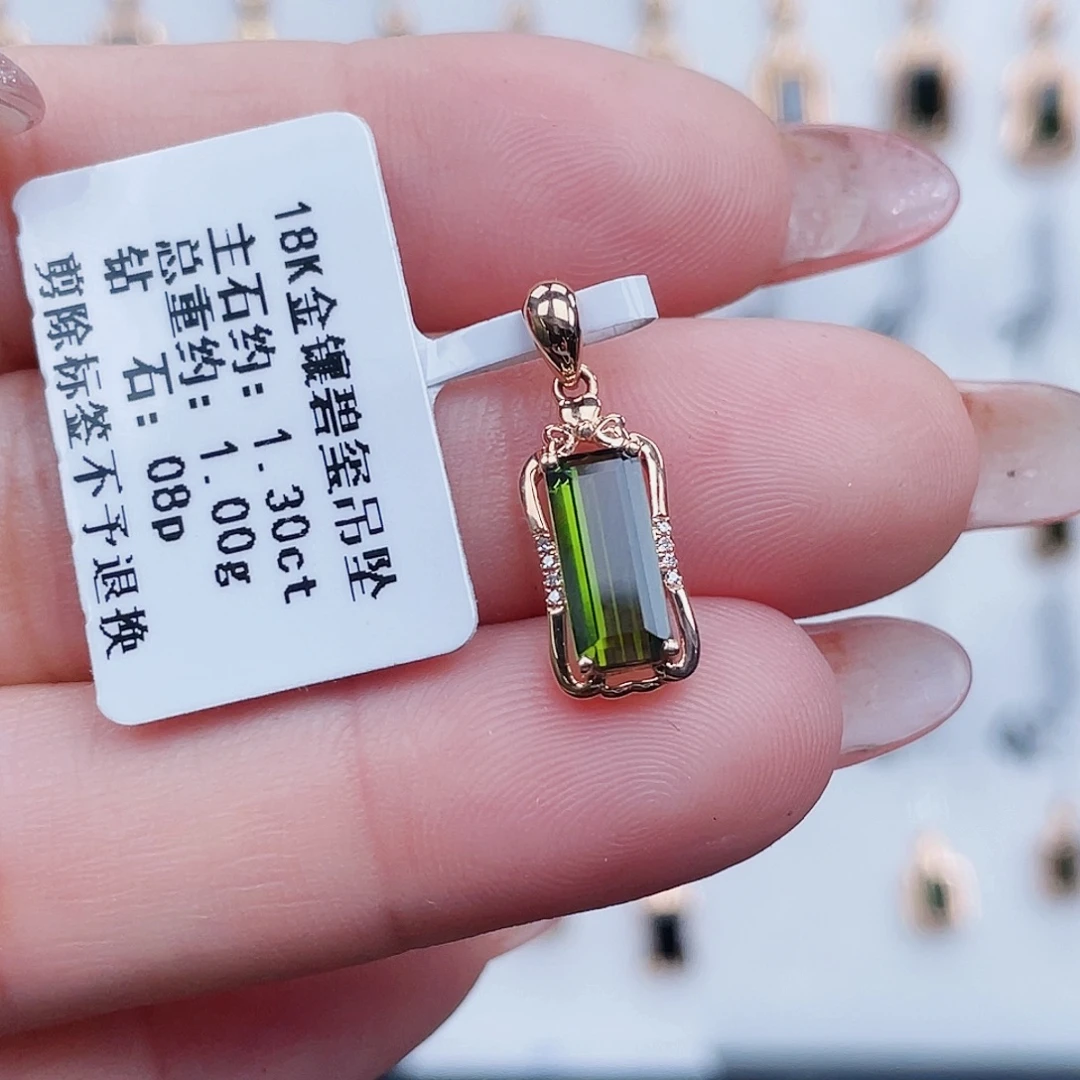 18K金镶碧玺吊坠
主石约: 1.30ct
总重约: 1.00g
钻 石: 08p
剪除标签不予退换